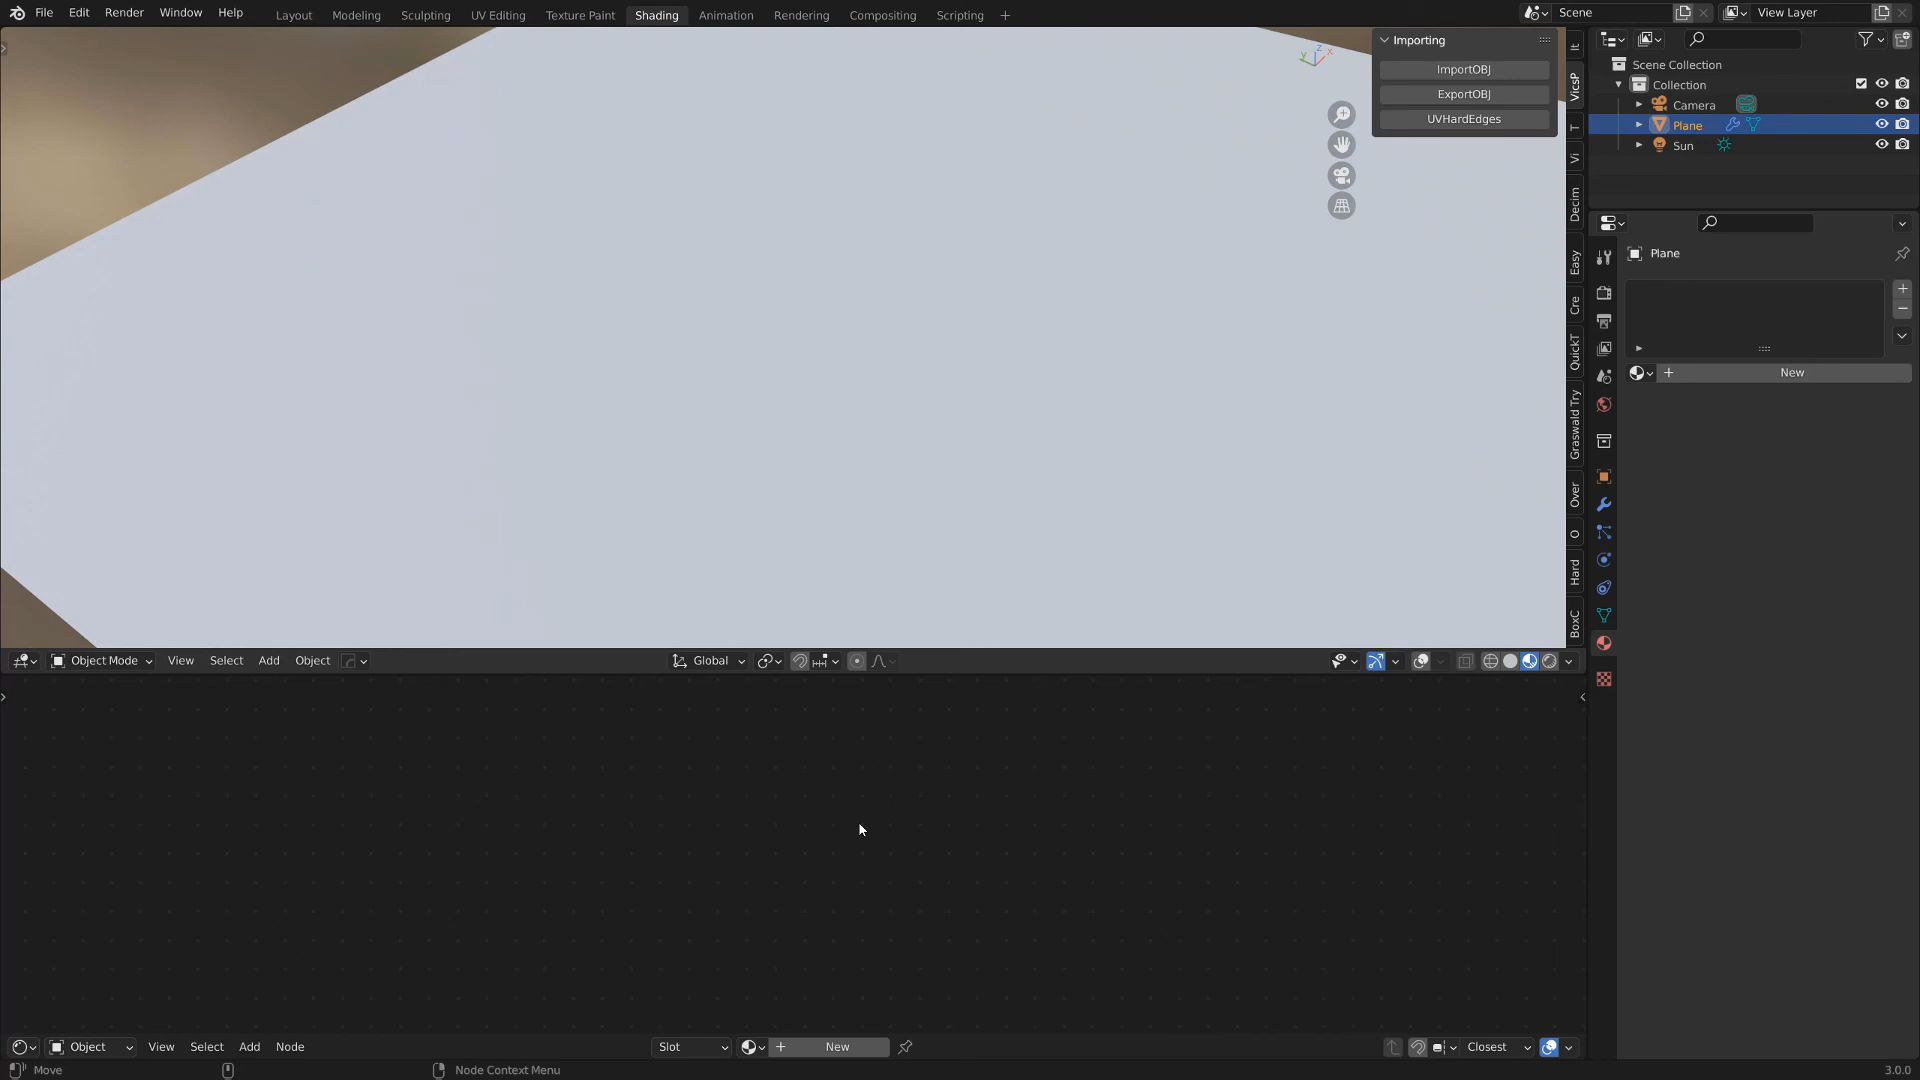 File Edit Render Window Help Layout Modeling Sculpting UV Editing Texture Paint Shading Animation Rendering Compositing Scripting Scene View Layer
Importing
ImportOBJ
ExportOBJ
UVHardEdges
It
VicsP
T
Vi
Decim
Easy
Cre
QuickT
Graswald Try
Over
O
Hard
BoxC
Scene Collection
Collection
Camera
Plane
Sun
Plane
New
Object Mode View Select Add Object Global
Object View Select Add Node Slot New Closest
Move Node Context Menu 3.0.0